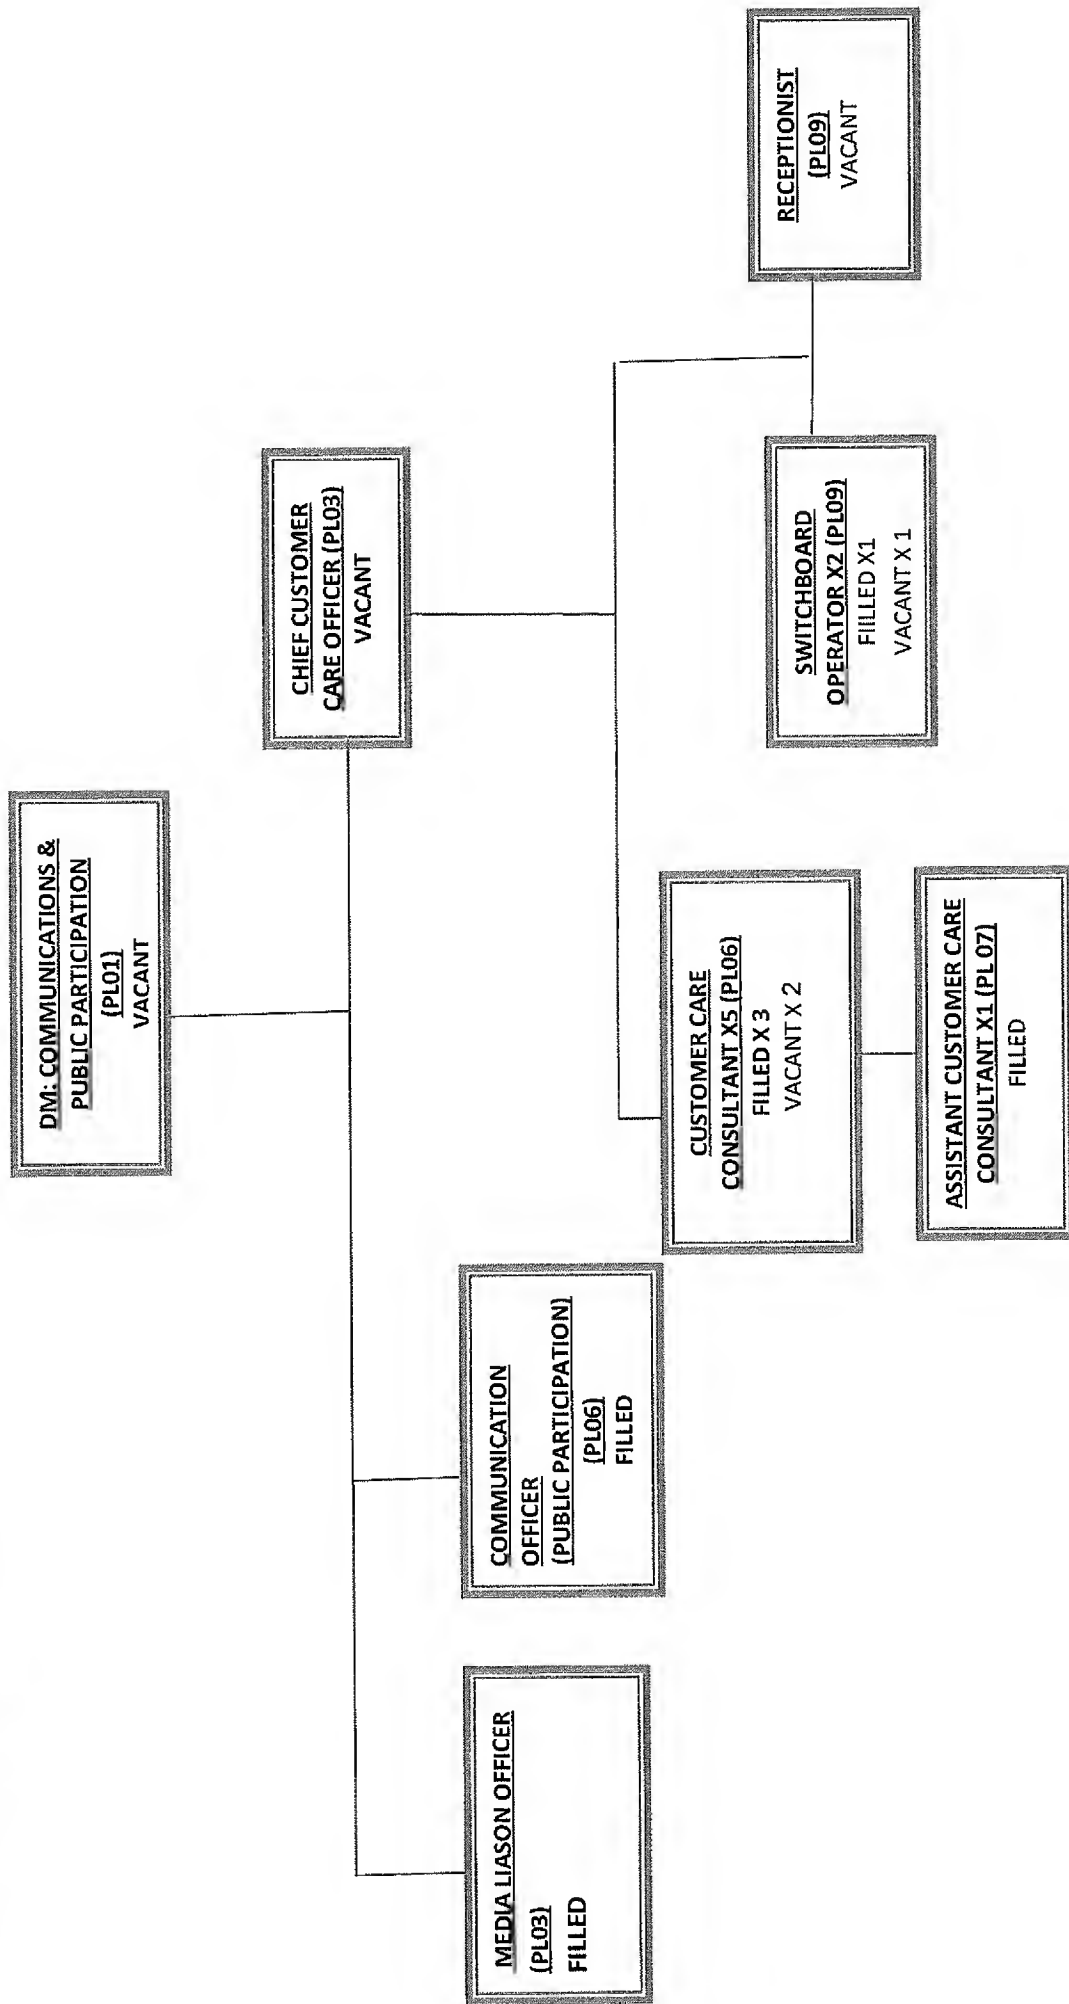 DM: COMMUNICATIONS &
PUBLIC PARTICIPATION
(PL01)
VACANT
CHIEF CUSTOMER
CARE OFFICER (PL03)
VACANT
MEDIA LIASON OFFICER
(PL03)
FILLED
COMMUNICATION
OFFICER
(PUBLIC PARTICIPATION)
(PL06)
FILLED
CUSTOMER CARE
CONSULTANT X5 (PL06)
FILLED X 3
VACANT X 2
SWITCHBOARD
OPERATOR X2 (PL09)
FILLED X1
VACANT X 1
RECEPTIONIST
(PL09)
VACANT
ASSISTANT CUSTOMER CARE
CONSULTANT X1 (PL 07)
FILLED